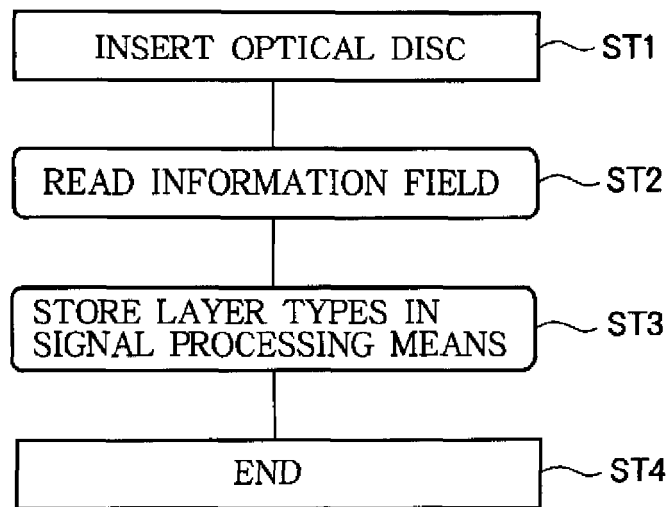 INSERT OPTICAL DISC ST1
READ INFORMATION FIELD ST2
STORE LAYER TYPES IN
SIGNAL PROCESSING MEANS ST3
END ST4